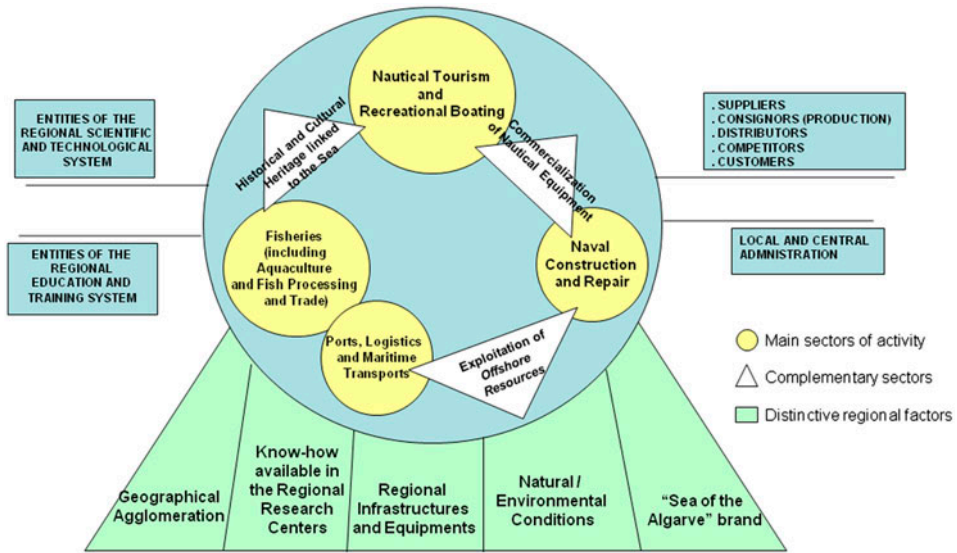 Nautical Tourism
and
Recreational Boating
Historical and Cultural
Heritage linked
to the Sea
Commercialization
of Nautical Equipment
ENTITIES OF THE
REGIONAL SCIENTIFIC
AND TECHNOLOGICAL
SYSTEM
. SUPPLIERS
. CONSIGNORS (PRODUCTION)
. DISTRIBUTORS
. COMPETITORS
. CUSTOMERS
ENTITIES OF THE
REGIONAL
EDUCATION AND
TRAINING SYSTEM
LOCAL AND CENTRAL
ADMNISTRATION
Fisheries
(including
Aquaculture
and Fish Processing
and Trade)
Naval
Construction
and Repair
Ports, Logistics
and Maritime
Transports
Exploitation of
Offshore
Resources
Main sectors of activity
Complementary sectors
Distinctive regional factors
Geographical
Agglomeration
Know-how
available in
the Regional
Research
Centers
Regional
Infrastructures
and Equipments
Natural /
Environmental
Conditions
“Sea of the
Algarve” brand